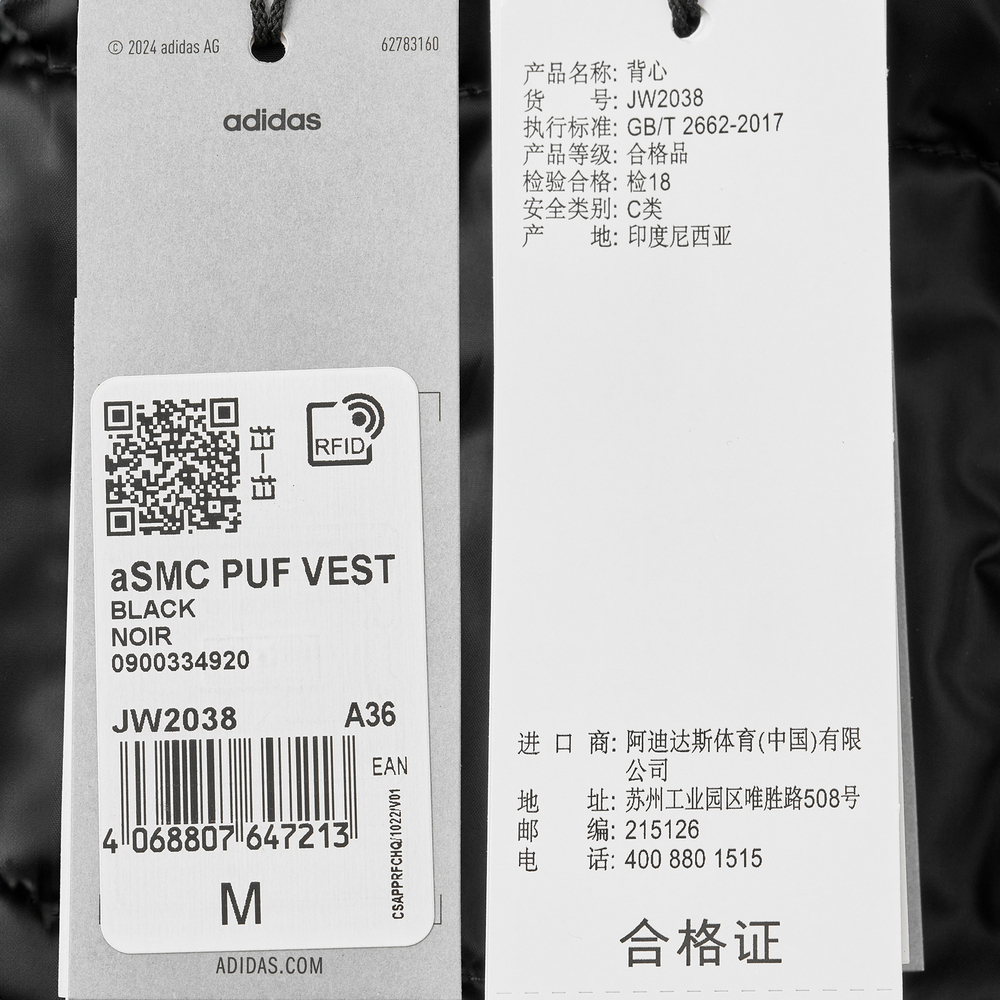 © 2024 adidas AG
62783160
adidas
RFID
aSMC PUF VEST
BLACK
NOIR
0900334920
JW2038
A36
EAN
4 068807 647213
CSAPPRFCHQ/1022/V01
M
ADIDAS.COM
产品名称: 背心
货 号: JW2038
执行标准: GB/T 2662-2017
产品等级: 合格品
检验合格: 检18
安全类别: C类
产 地: 印度尼西亚
进 口 商: 阿迪达斯体育(中国)有限
公司
地 址: 苏州工业园区唯胜路508号
邮 编: 215126
电 话: 400 880 1515
合格证